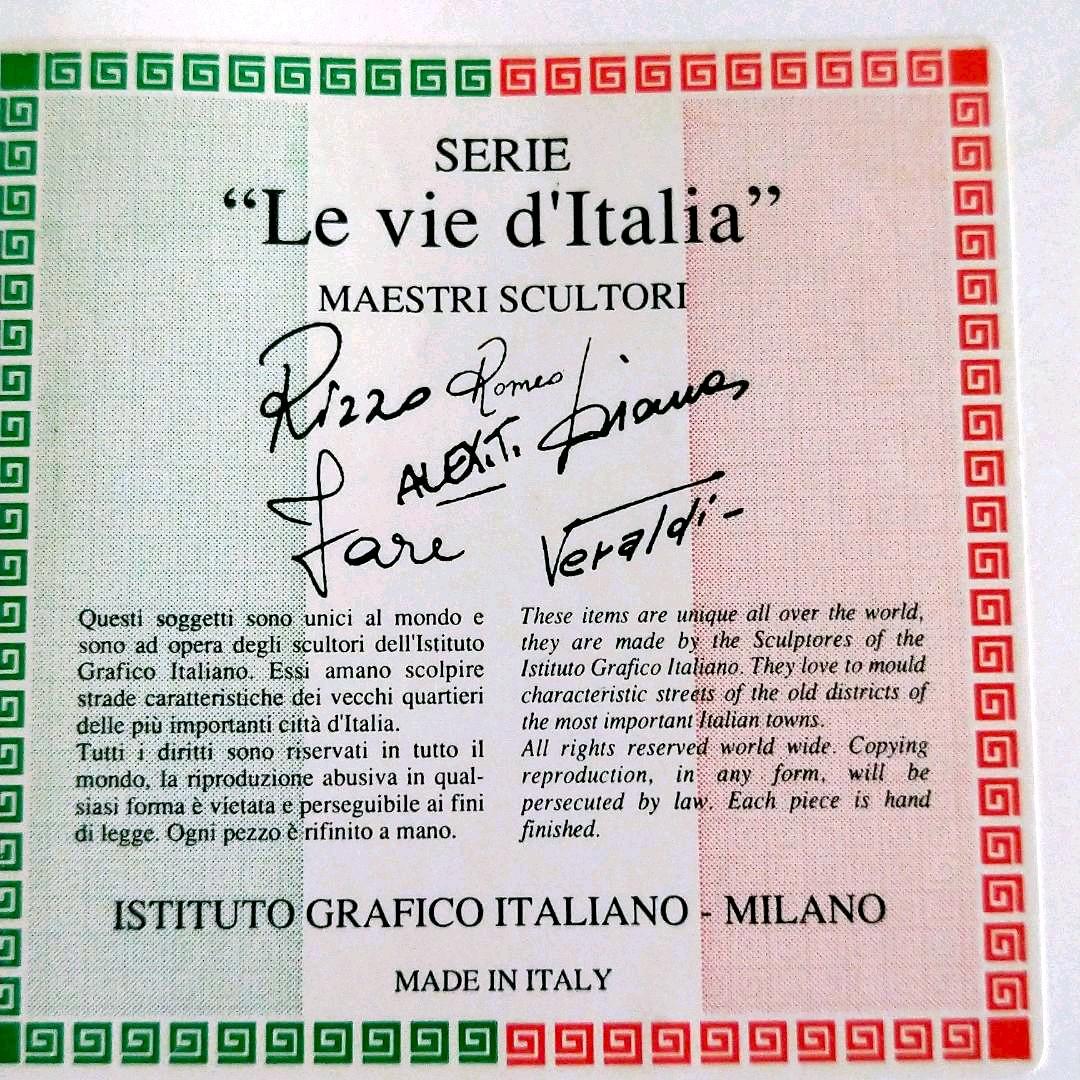 SERIE
“Le vie d'Italia”
MAESTRI SCULTORI
Rizzo Romeo
ALEX.T.
Fare Veraldi-
Questi soggetti sono unici al mondo e
sono ad opera degli scultori dell'Istituto
Grafico Italiano. Essi amano scolpire
strade caratteristiche dei vecchi quartieri
delle più importanti città d'Italia.
Tutti i diritti sono riservati in tutto il
mondo, la riproduzione abusiva in qual-
siasi forma è vietata e perseguibile ai fini
di legge. Ogni pezzo è rifinito a mano.
These items are unique all over the world,
they are made by the Sculptores of the
Istituto Grafico Italiano. They love to mould
characteristic streets of the old districts of
the most important Italian towns.
All rights reserved world wide. Copying
reproduction, in any form, will be
persecuted by law. Each piece is hand
finished.
ISTITUTO GRAFICO ITALIANO - MILANO
MADE IN ITALY